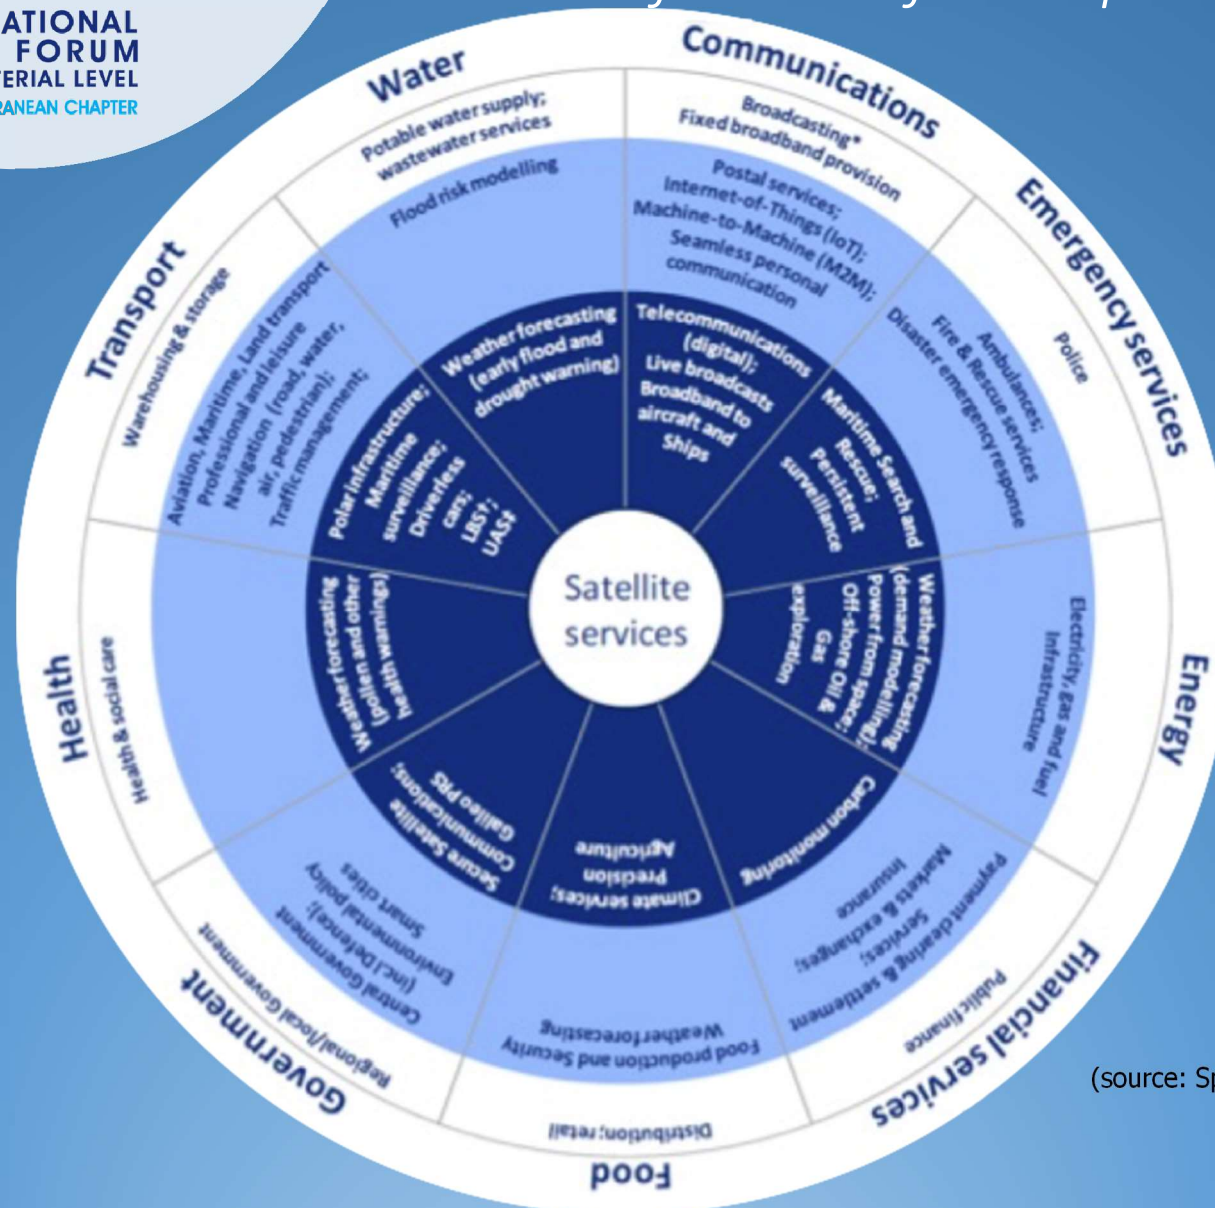 ATIONAL
FORUM
TERIAL LEVEL
RANEAN CHAPTER
Satellite
services
Communications
Broadcasting*
Fixed broadband provision
Postal services;
Internet-of-Things (IoT);
Machine-to-Machine (M2M);
Seamless personal
communication
Telecommunications
(digital);
Live broadcasts
Broadband to
aircraft and
Ships
Emergency services
Police
Ambulances;
Fire & Rescue services
Disaster emergency response
Maritime Search and
Rescue;
Persistent
surveillance
Energy
Electricity, gas and fuel
Infrastructure
Weather forecasting
(demand modelling);
Power from space;
Off-shore Oil &
Gas
exploration
Financial services
Public finance
Payment clearing & settlement
Services;
Markets & exchanges;
Insurance
Carbon monitoring
Food
Distribution; retail
Food production and Security
Weather forecasting
Climate services;
Precision
Agriculture
Government
Regional/local Government
Central Government
(incl Defence);
Environmental policy
Smart cities
Secure Satellite
Communications;
Galileo PRS
Health
Health & social care
Weather forecasting
(pollen and other
health warnings)
Transport
Warehousing & storage
Aviation, Maritime, Land transport
Professional and leisure
Navigation (road, water,
air, pedestrian);
Traffic management;
Polar infrastructure;
Maritime
surveillance;
Driverless
cars;
LBS†;
UAS‡
Water
Potable water supply;
wastewater services
Flood risk modelling
Weather forecasting
(early flood and
drought warning)
(source: Sp